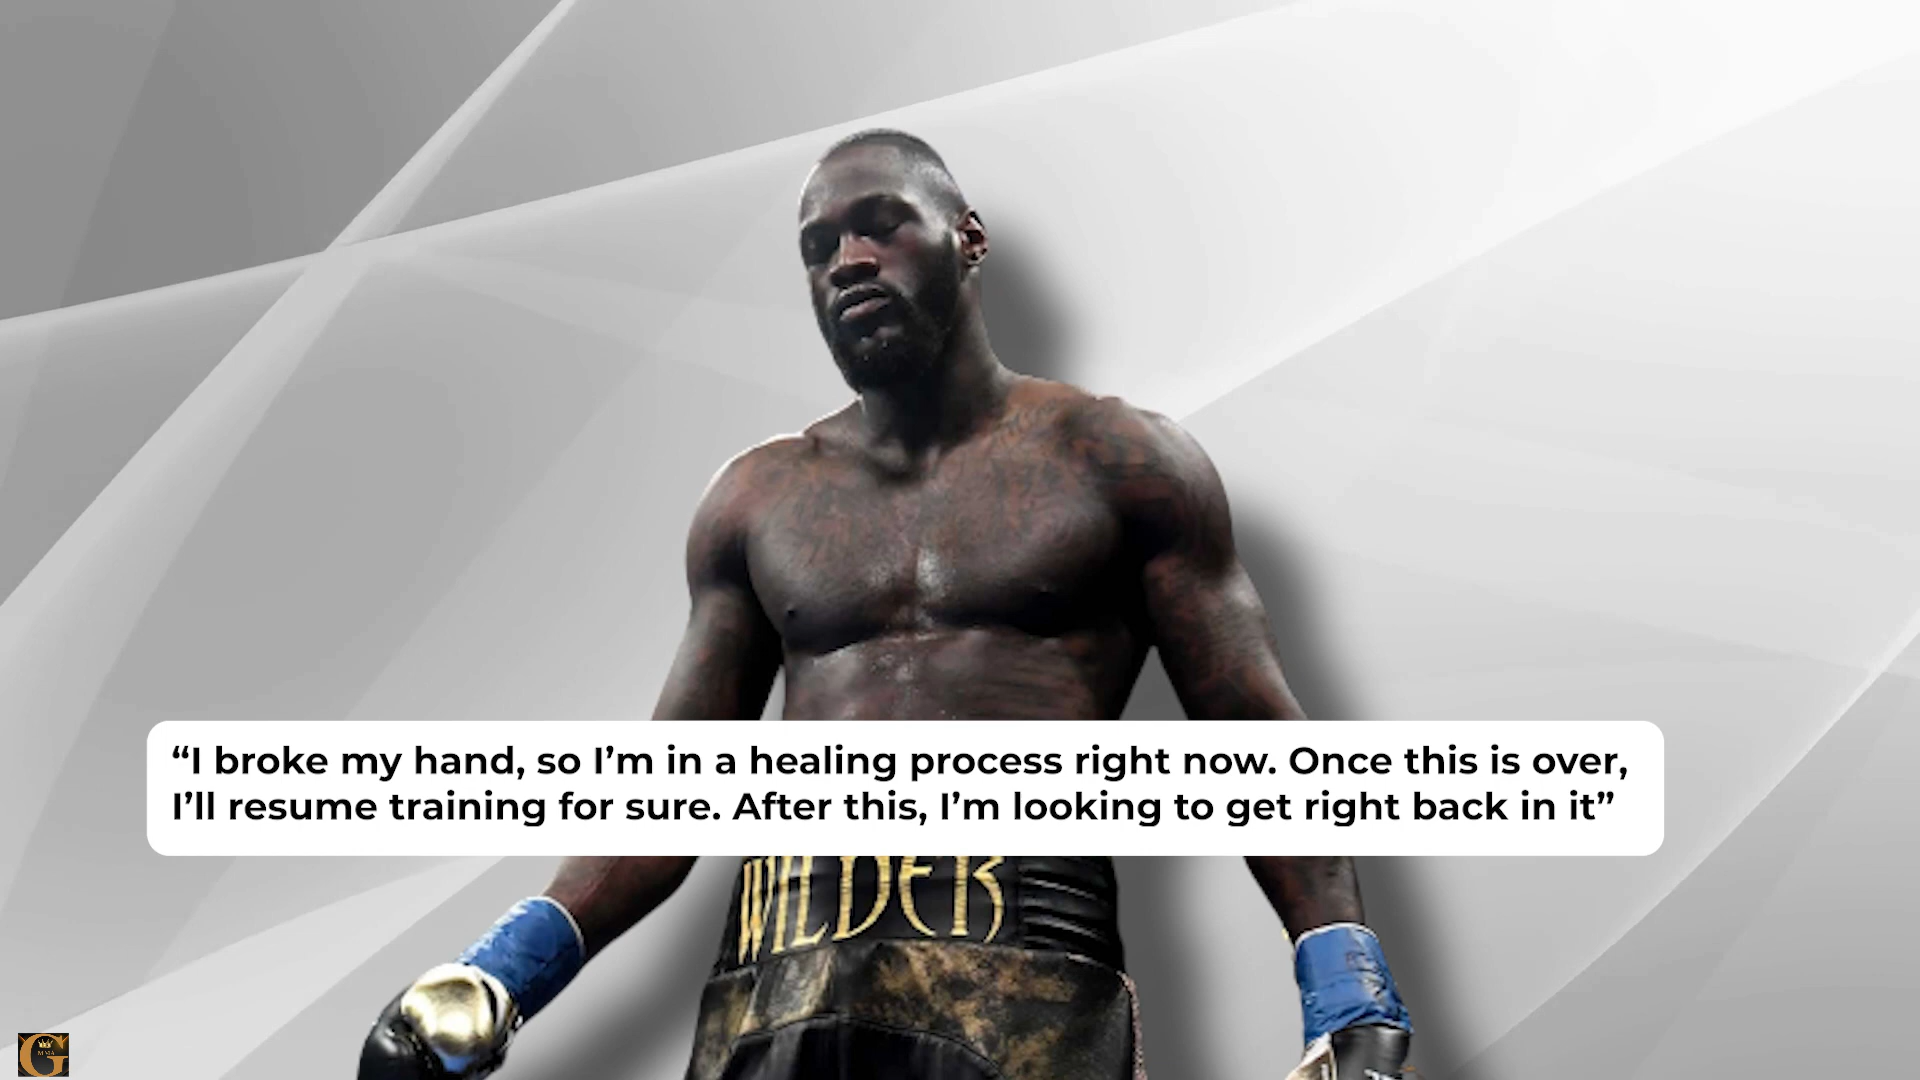 “I broke my hand, so I’m in a healing process right now. Once this is over,
I’ll resume training for sure. After this, I’m looking to get right back in it”
WILDER
G
MMA